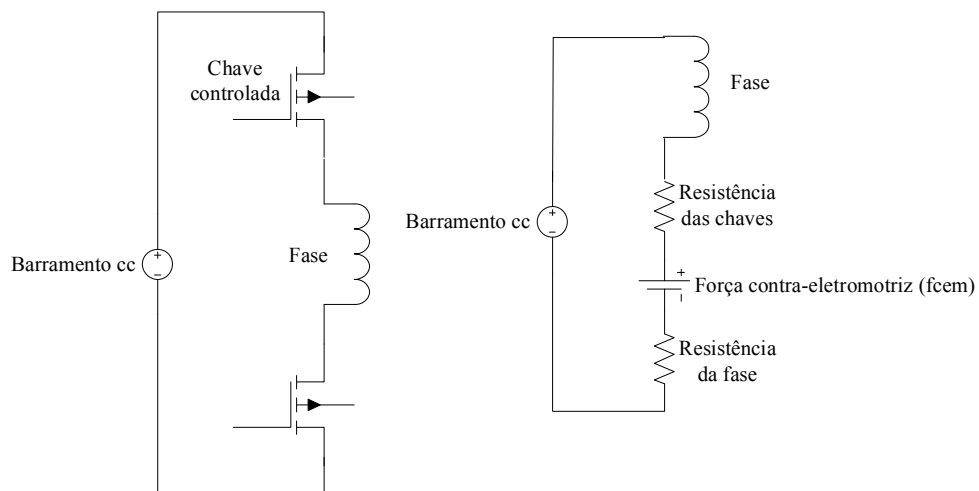 Chave
controlada
Barramento cc
Fase
Fase
Resistência
das chaves
Barramento cc
Força contra-eletromotriz (fcem)
Resistência
da fase